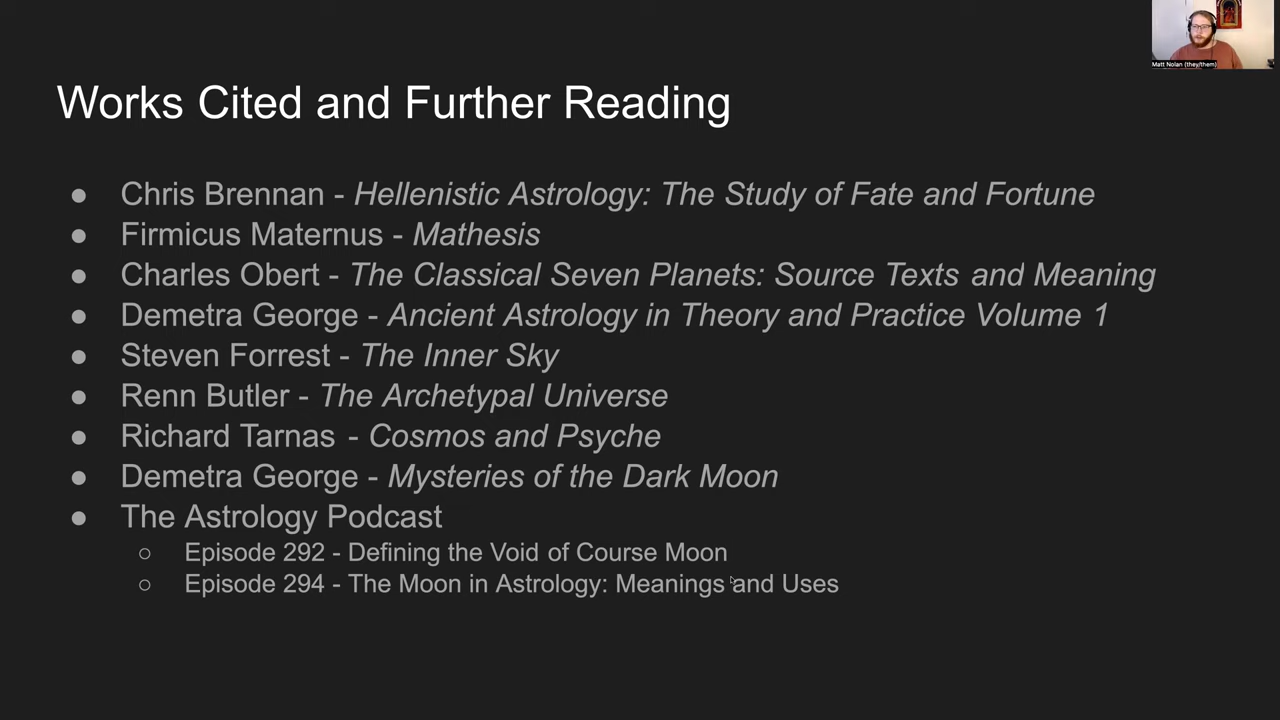 Matt Nolan (they/them)
Works Cited and Further Reading
● Chris Brennan - Hellenistic Astrology: The Study of Fate and Fortune
● Firmicus Maternus - Mathesis
● Charles Obert - The Classical Seven Planets: Source Texts and Meaning
● Demetra George - Ancient Astrology in Theory and Practice Volume 1
● Steven Forrest - The Inner Sky
● Renn Butler - The Archetypal Universe
● Richard Tarnas - Cosmos and Psyche
● Demetra George - Mysteries of the Dark Moon
● The Astrology Podcast
○ Episode 292 - Defining the Void of Course Moon
○ Episode 294 - The Moon in Astrology: Meanings and Uses